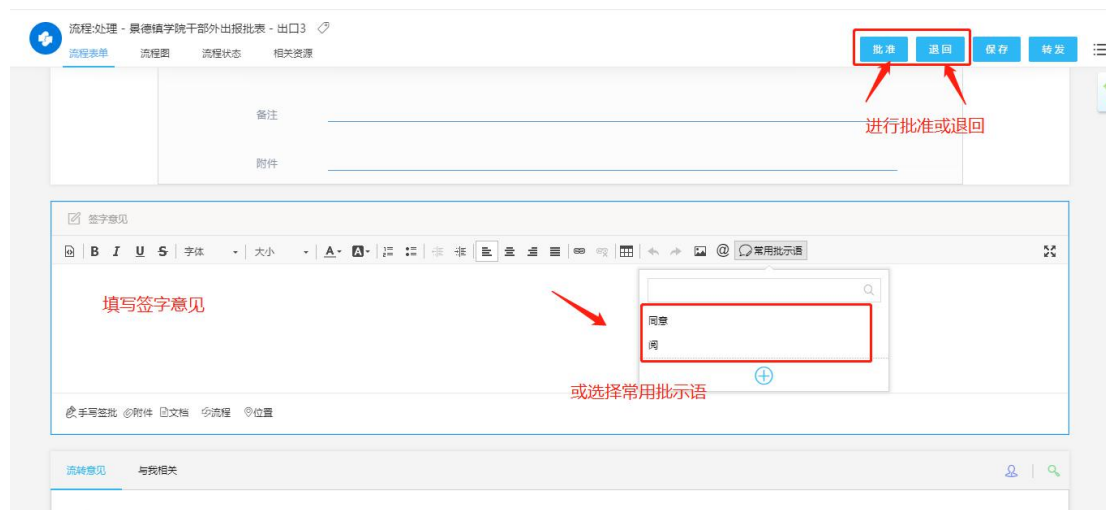 流程:处理 - 景德镇学院干部外出报批表 - 出口3
流程表单 流程图 流程状态 相关资源
批准 退回 保存 转发
进行批准或退回
备注
附件
签字意见
B I U S 字体 大小 A A @ 常用批示语
填写签字意见
同意
阅
或选择常用批示语
手写签批 附件 文档 流程 位置
流转意见 与我相关